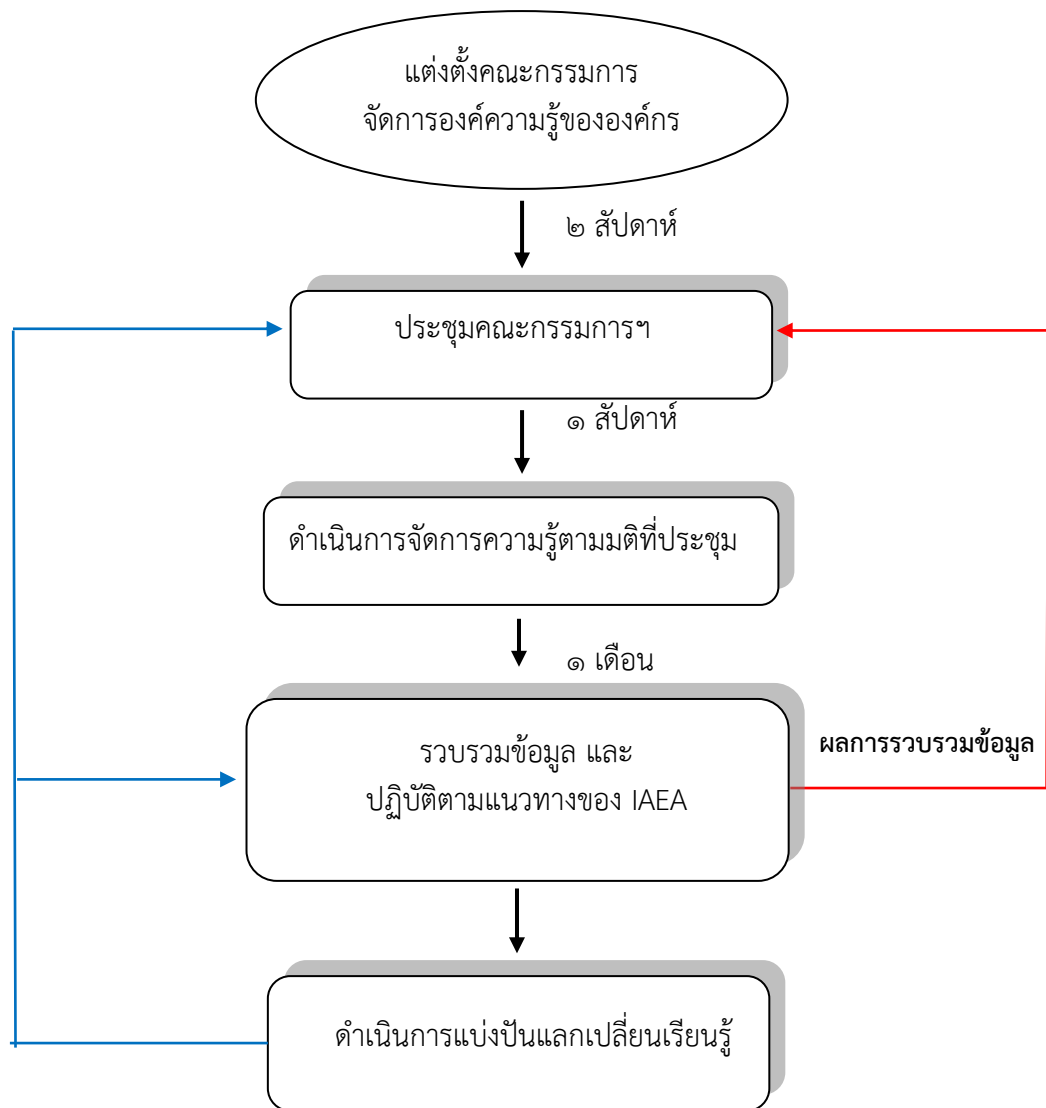 แต่งตั้งคณะกรรมการ
จัดการองค์ความรู้ขององค์กร
๒ สัปดาห์
ประชุมคณะกรรมการฯ
๑ สัปดาห์
ดำเนินการจัดการความรู้ตามมติที่ประชุม
๑ เดือน
รวบรวมข้อมูล และ
ปฏิบัติตามแนวทางของ IAEA
ผลการรวบรวมข้อมูล
ดำเนินการแบ่งปันแลกเปลี่ยนเรียนรู้